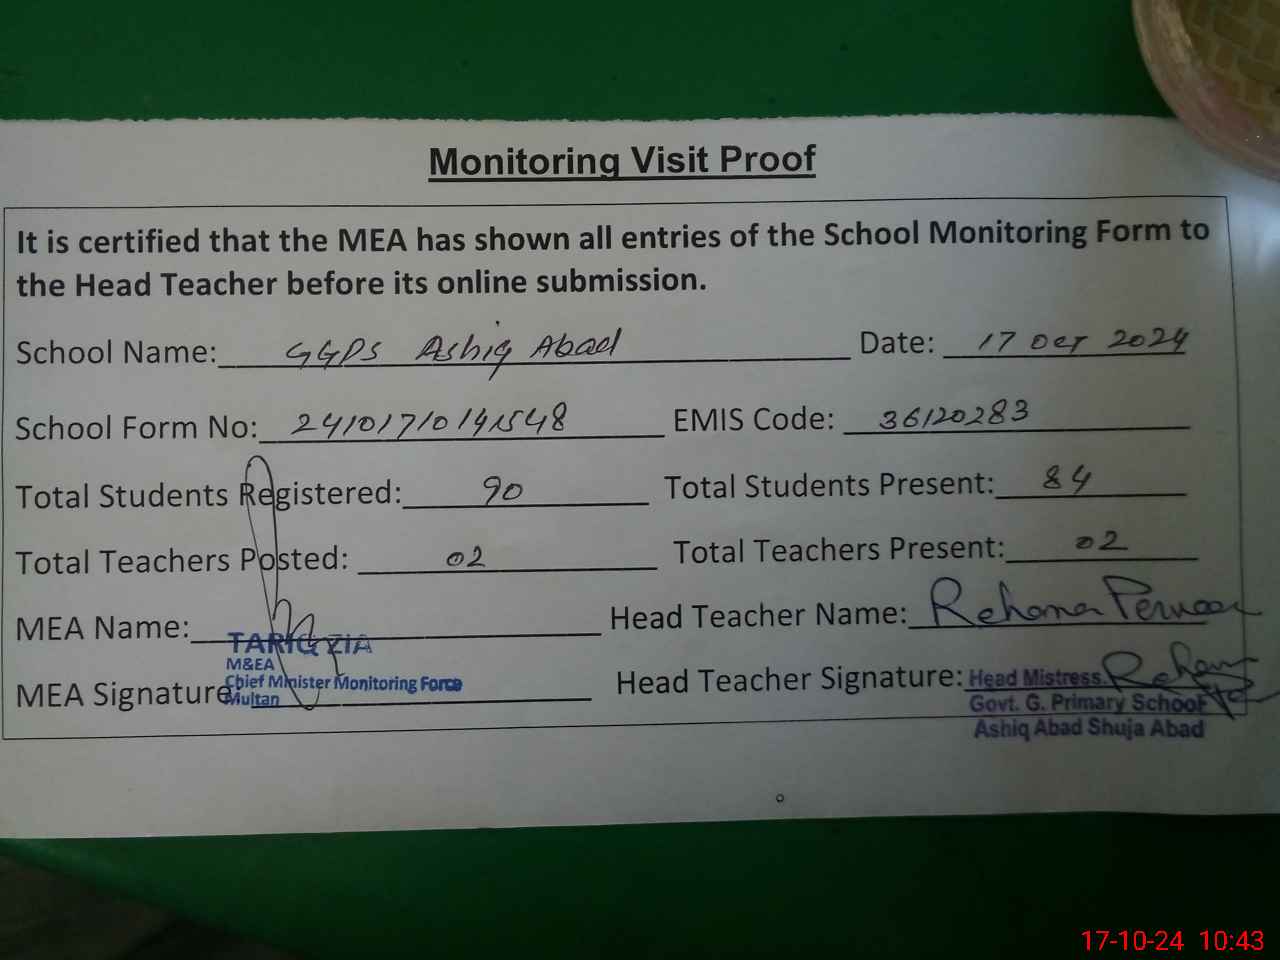 Monitoring Visit Proof
It is certified that the MEA has shown all entries of the School Monitoring Form to
the Head Teacher before its online submission.
School Name: GGPS Ashiq Abad Date: 17 Oct 2024
School Form No: 24101710141548 EMIS Code: 36120283
Total Students Registered: 90 Total Students Present: 84
Total Teachers Posted: 02 Total Teachers Present: 02
MEA Name: Head Teacher Name: Rehana Perveen
TARIQ ZIA
M&EA
Chief Minister Monitoring Force
Multan
MEA Signature: Head Teacher Signature:
Head Mistress
Govt. G. Primary School
Ashiq Abad Shuja Abad
17-10-24 10:43